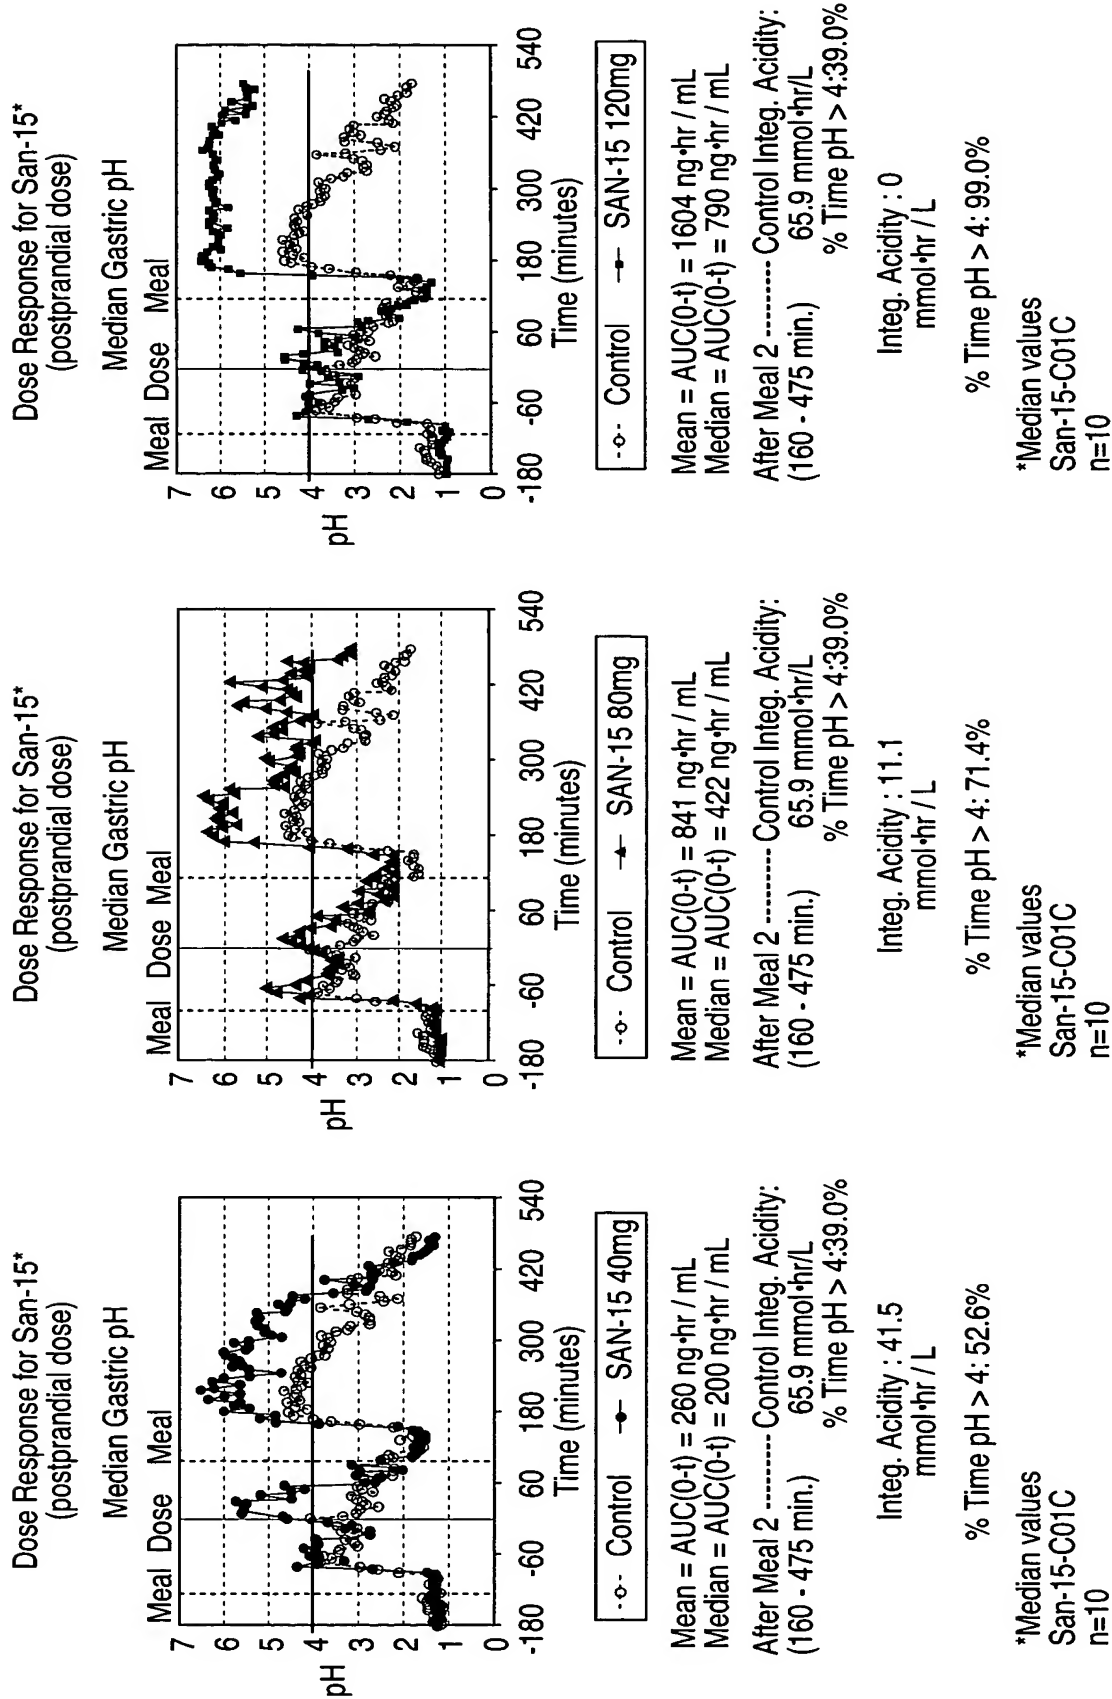 Dose Response for San-15*
(postprandial dose)
Median Gastric pH
Meal Dose Meal
7
6
5
4
3
2
1
0
pH
-180 -60 60 180 300 420 540
Time (minutes)
Control SAN-15 40mg
Mean = AUC(0-t) = 260 ng·hr / mL
Median = AUC(0-t) = 200 ng·hr / mL
After Meal 2 --------- Control Integ. Acidity:
(160 - 475 min.) 65.9 mmol·hr/L
% Time pH > 4:39.0%
Integ. Acidity : 41.5
mmol·hr / L
% Time pH > 4: 52.6%
*Median values
San-15-C01C
n=10
Dose Response for San-15*
(postprandial dose)
Median Gastric pH
Meal Dose Meal
7
6
5
4
3
2
1
0
pH
-180 -60 60 180 300 420 540
Time (minutes)
Control SAN-15 80mg
Mean = AUC(0-t) = 841 ng·hr / mL
Median = AUC(0-t) = 422 ng·hr / mL
After Meal 2 --------- Control Integ. Acidity:
(160 - 475 min.) 65.9 mmol·hr/L
% Time pH > 4:39.0%
Integ. Acidity : 11.1
mmol·hr / L
% Time pH > 4: 71.4%
*Median values
San-15-C01C
n=10
Dose Response for San-15*
(postprandial dose)
Median Gastric pH
Meal Dose Meal
7
6
5
4
3
2
1
0
pH
-180 -60 60 180 300 420 540
Time (minutes)
Control SAN-15 120mg
Mean = AUC(0-t) = 1604 ng·hr / mL
Median = AUC(0-t) = 790 ng·hr / mL
After Meal 2 --------- Control Integ. Acidity:
(160 - 475 min.) 65.9 mmol·hr/L
% Time pH > 4:39.0%
Integ. Acidity : 0
mmol·hr / L
% Time pH > 4: 99.0%
*Median values
San-15-C01C
n=10